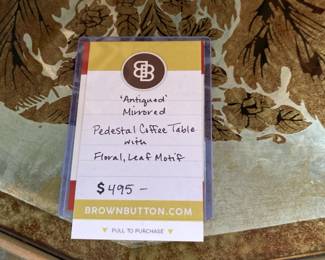 BB
'Antiqued'
Mirrored
Pedestal Coffee Table
with
Floral, Leaf Motif
$495-
BROWNBUTTON.COM
PULL TO PURCHASE